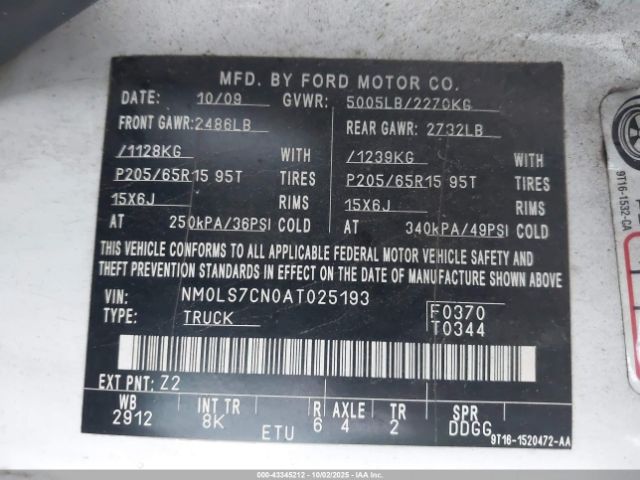 MFD. BY FORD MOTOR CO.
DATE: 10/09 GVWR: 5005LB/2270KG
FRONT GAWR: 2486LB REAR GAWR: 2732LB
/1128KG WITH /1239KG WITH
P205/65R15 95T TIRES P205/65R15 95T TIRES
15X6J RIMS 15X6J RIMS
AT 250kPA/36PSI COLD AT 340kPA/49PSI COLD
THIS VEHICLE CONFORMS TO ALL APPLICABLE FEDERAL MOTOR VEHICLE SAFETY AND
THEFT PREVENTION STANDARDS IN EFFECT ON THE DATE OF MANUFACTURE SHOWN ABOVE.
VIN: NM0LS7CN0AT025193 F0370
TYPE: TRUCK T0344
EXT PNT: Z2
WB INT TR R AXLE TR SPR
2912 8K 6 4 2 DDGG
ETU 9T16-1520472-AA
9T16-1532-CA
000-43345212 - 10/02/2025 - IAAI.COM